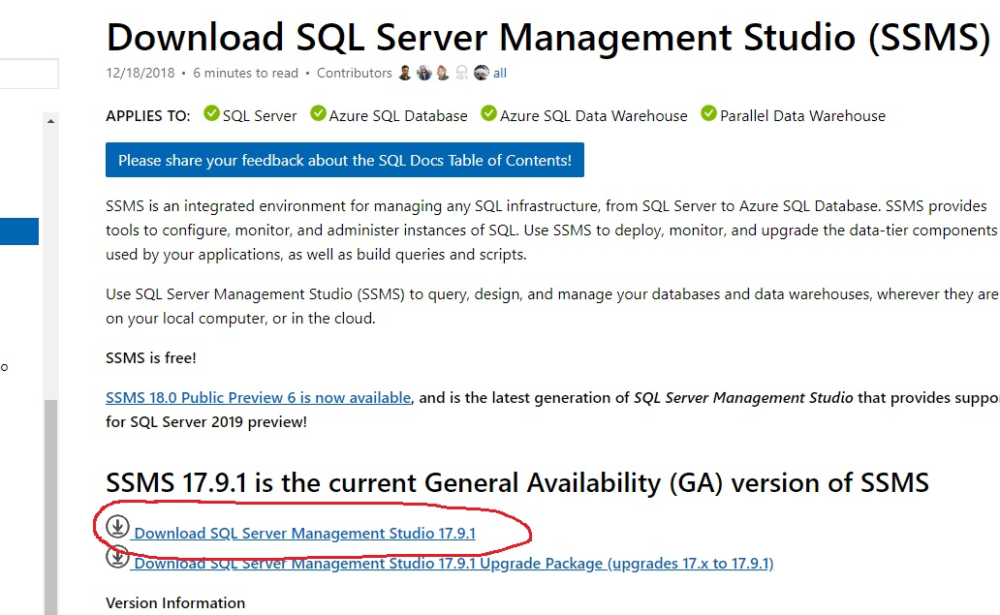 Download SQL Server Management Studio (SSMS)
12/18/2018 • 6 minutes to read • Contributors all
APPLIES TO: SQL Server Azure SQL Database Azure SQL Data Warehouse Parallel Data Warehouse
Please share your feedback about the SQL Docs Table of Contents!
SSMS is an integrated environment for managing any SQL infrastructure, from SQL Server to Azure SQL Database. SSMS provides
tools to configure, monitor, and administer instances of SQL. Use SSMS to deploy, monitor, and upgrade the data-tier components
used by your applications, as well as build queries and scripts.
Use SQL Server Management Studio (SSMS) to query, design, and manage your databases and data warehouses, wherever they are
on your local computer, or in the cloud.
o
SSMS is free!
SSMS 18.0 Public Preview 6 is now available, and is the latest generation of SQL Server Management Studio that provides suppo
for SQL Server 2019 preview!
SSMS 17.9.1 is the current General Availability (GA) version of SSMS
Download SQL Server Management Studio 17.9.1
Download SQL Server Management Studio 17.9.1 Upgrade Package (upgrades 17.x to 17.9.1)
Version Information